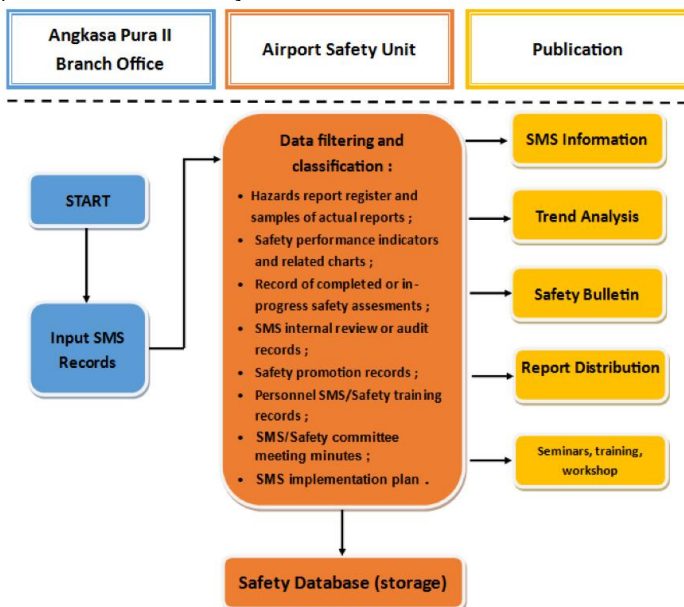 Angkasa Pura II
Branch Office
Airport Safety Unit
Publication
START
Input SMS
Records
Data filtering and
classification :
• Hazards report register and
samples of actual reports ;
• Safety performance indicators
and related charts ;
• Record of completed or in-
progress safety assesments ;
• SMS internal review or audit
records ;
• Safety promotion records ;
• Personnel SMS/Safety training
records ;
• SMS/Safety committee
meeting minutes ;
• SMS implementation plan .
SMS Information
Trend Analysis
Safety Bulletin
Report Distribution
Seminars, training,
workshop
Safety Database (storage)